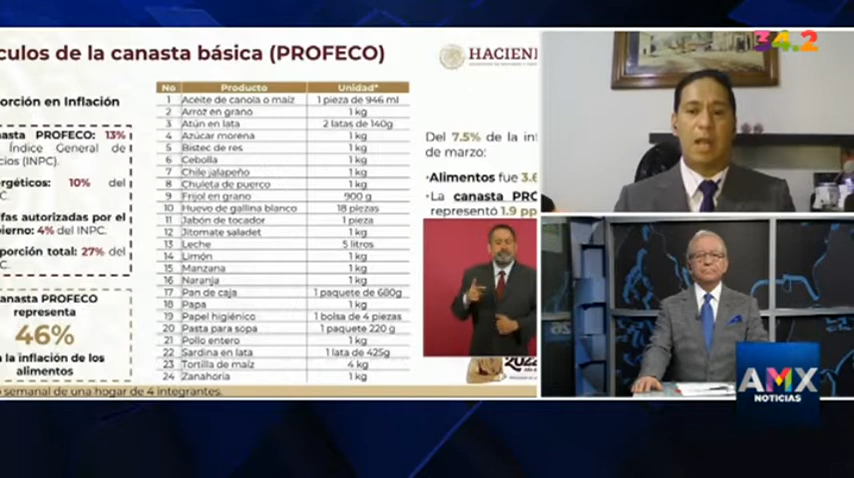 34.2
culos de la canasta básica (PROFECO)
HACIEN
orción en Inflación
nasta PROFECO: 13%
Índice General de
cios (INPC).
rgéticos: 10% del
C.
fas autorizadas por el
bierno: 4% del INPC.
porción total: 27% del
C.
anasta PROFECO
representa
46%
la inflación de los
alimentos
No Producto Unidad*
1 Aceite de canola o maíz 1 pieza de 946 ml
2 Arroz en grano 1 kg
3 Atún en lata 2 latas de 140g
4 Azúcar morena 1 kg
5 Bistec de res 1 kg
6 Cebolla 1 kg
7 Chile jalapeño 1 kg
8 Chuleta de puerco 1 kg
9 Frijol en grano 900 g
10 Huevo de gallina blanco 18 piezas
11 Jabón de tocador 1 pieza
12 Jitomate saladet 1 kg
13 Leche 5 litros
14 Limón 1 kg
15 Manzana 1 kg
16 Naranja 1 kg
17 Pan de caja 1 paquete de 680g
18 Papa 1 kg
19 Papel higiénico 1 bolsa de 4 piezas
20 Pasta para sopa 1 paquete 220 g
21 Pollo entero 1 kg
22 Sardina en lata 1 lata de 425g
23 Tortilla de maíz 4 kg
24 Zanahoria 1 kg
Del 7.5% de la inf
de marzo:
•Alimentos fue 3.6
•La canasta PRO
representó 1.9 pp
2022
o semanal de una hogar de 4 integrantes.
AMX
NOTICIAS